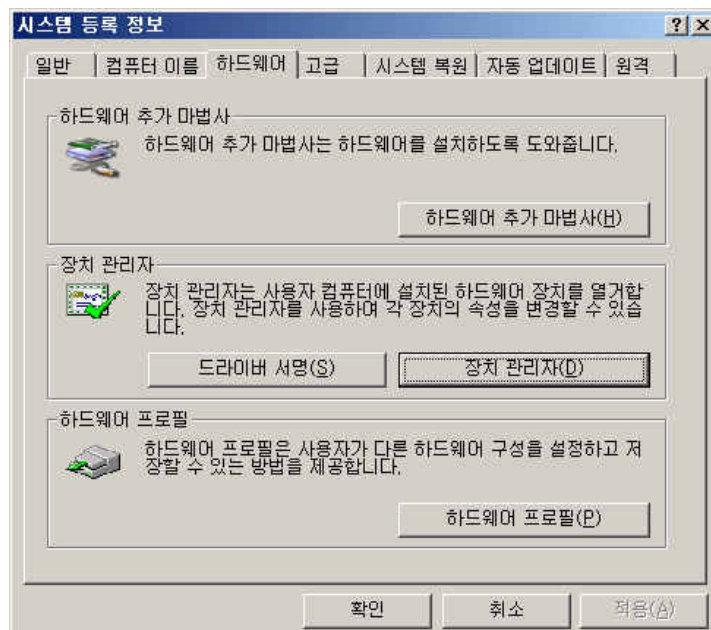 시스템 등록 정보
일반 컴퓨터 이름 하드웨어 고급 시스템 복원 자동 업데이트 원격
하드웨어 추가 마법사
하드웨어 추가 마법사는 하드웨어를 설치하도록 도와줍니다.
하드웨어 추가 마법사(H)
장치 관리자
장치 관리자는 사용자 컴퓨터에 설치된 하드웨어 장치를 열거합
니다. 장치 관리자를 사용하여 각 장치의 속성을 변경할 수 있습
니다.
드라이버 서명(S) 장치 관리자(D)
하드웨어 프로필
하드웨어 프로필은 사용자가 다른 하드웨어 구성을 설정하고 저
장할 수 있는 방법을 제공합니다.
하드웨어 프로필(P)
확인 취소 적용(A)